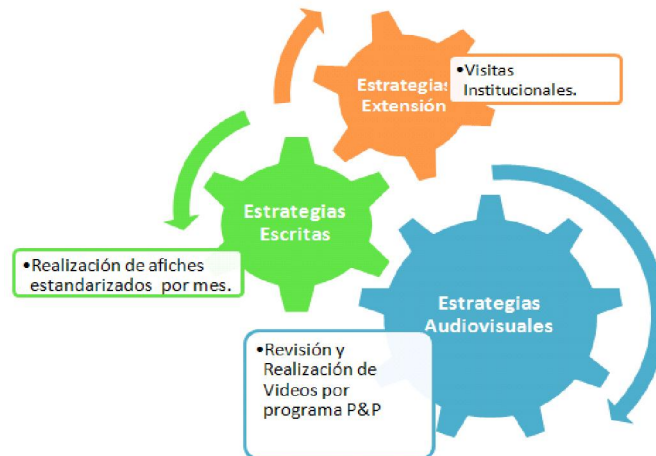 Estrategias
Extensión
•Visitas
Institucionales.
Estrategias
Escritas
•Realización de afiches
estandarizados por mes.
Estrategias
Audiovisuales
•Revisión y
Realización de
Videos por
programa P&P